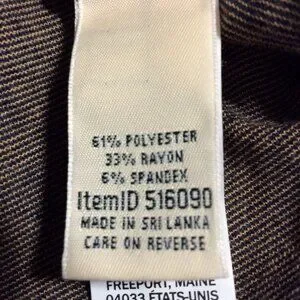 61% POLYESTER
33% RAYON
6% SPANDEX
ItemID 516090
MADE IN SRI LANKA
CARE ON REVERSE
FREEPORT, MAINE
04033 ÉTATS-UNIS